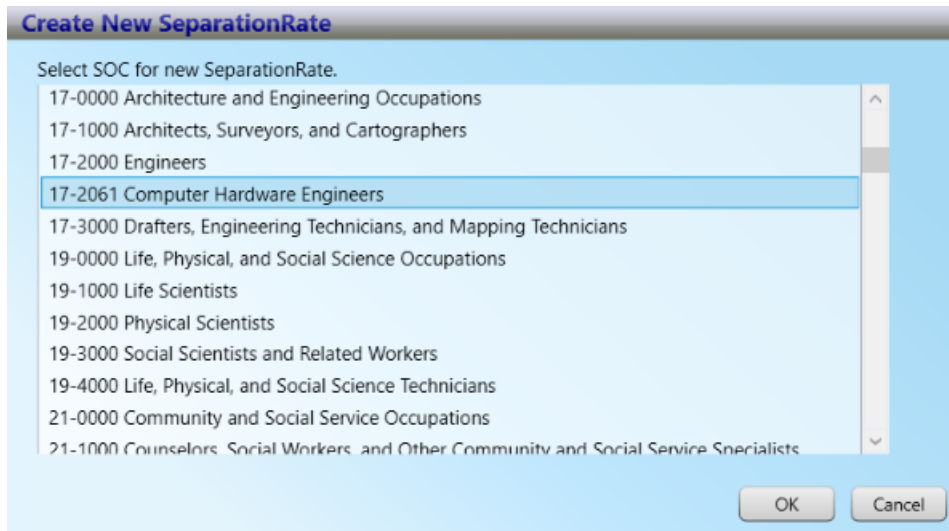 Create New SeparationRate
Select SOC for new SeparationRate.
17-0000 Architecture and Engineering Occupations
17-1000 Architects, Surveyors, and Cartographers
17-2000 Engineers
17-2061 Computer Hardware Engineers
17-3000 Drafters, Engineering Technicians, and Mapping Technicians
19-0000 Life, Physical, and Social Science Occupations
19-1000 Life Scientists
19-2000 Physical Scientists
19-3000 Social Scientists and Related Workers
19-4000 Life, Physical, and Social Science Technicians
21-0000 Community and Social Service Occupations
21-1000 Counselors, Social Workers, and Other Community and Social Service Specialists
OK Cancel